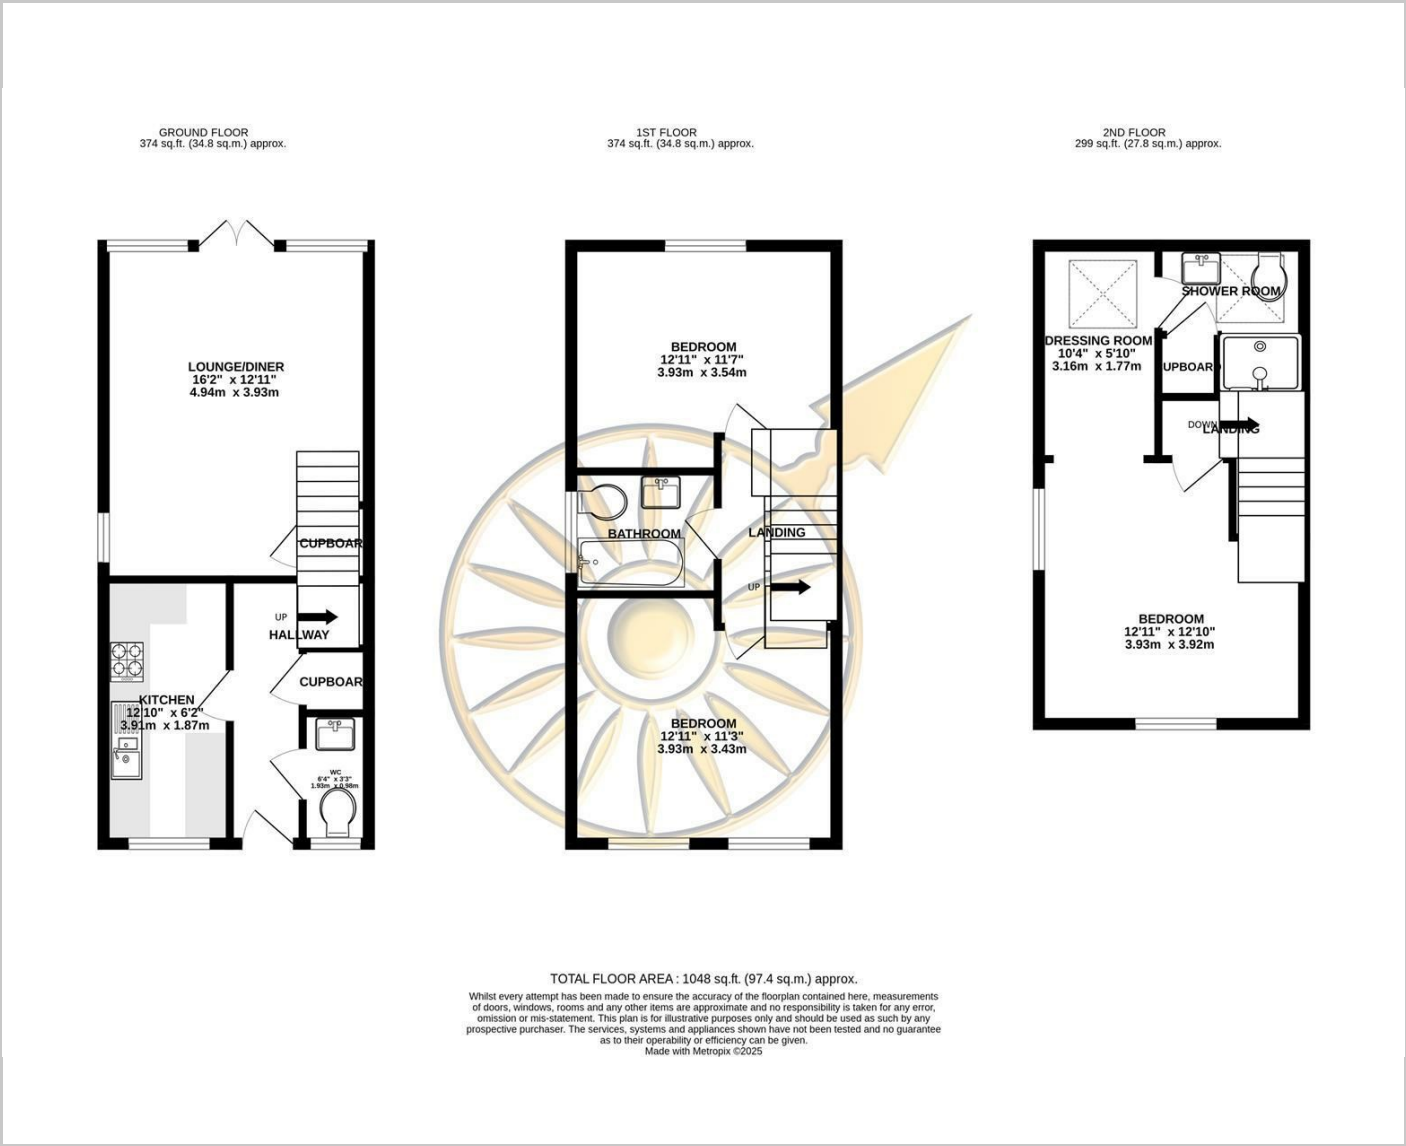 GROUND FLOOR
374 sq.ft. (34.8 sq.m.) approx.
LOUNGE/DINER
16'2" x 12'11"
4.94m x 3.93m
CUPBOAR
UP
HALLWAY
CUPBOAR
KITCHEN
12'10" x 6'2"
3.91m x 1.87m
WC
6'4" x 3'3"
1.93m x 0.98m
1ST FLOOR
374 sq.ft. (34.8 sq.m.) approx.
BEDROOM
12'11" x 11'7"
3.93m x 3.54m
BATHROOM
LANDING
UP
BEDROOM
12'11" x 11'3"
3.93m x 3.43m
2ND FLOOR
299 sq.ft. (27.8 sq.m.) approx.
SHOWER ROOM
DRESSING ROOM
10'4" x 5'10"
3.16m x 1.77m
UPBOARD
DOWN
LANDING
BEDROOM
12'11" x 12'10"
3.93m x 3.92m
TOTAL FLOOR AREA : 1048 sq.ft. (97.4 sq.m.) approx.
Whilst every attempt has been made to ensure the accuracy of the floorplan contained here, measurements
of doors, windows, rooms and any other items are approximate and no responsibility is taken for any error,
omission or mis-statement. This plan is for illustrative purposes only and should be used as such by any
prospective purchaser. The services, systems and appliances shown have not been tested and no guarantee
as to their operability or efficiency can be given.
Made with Metropix ©2025